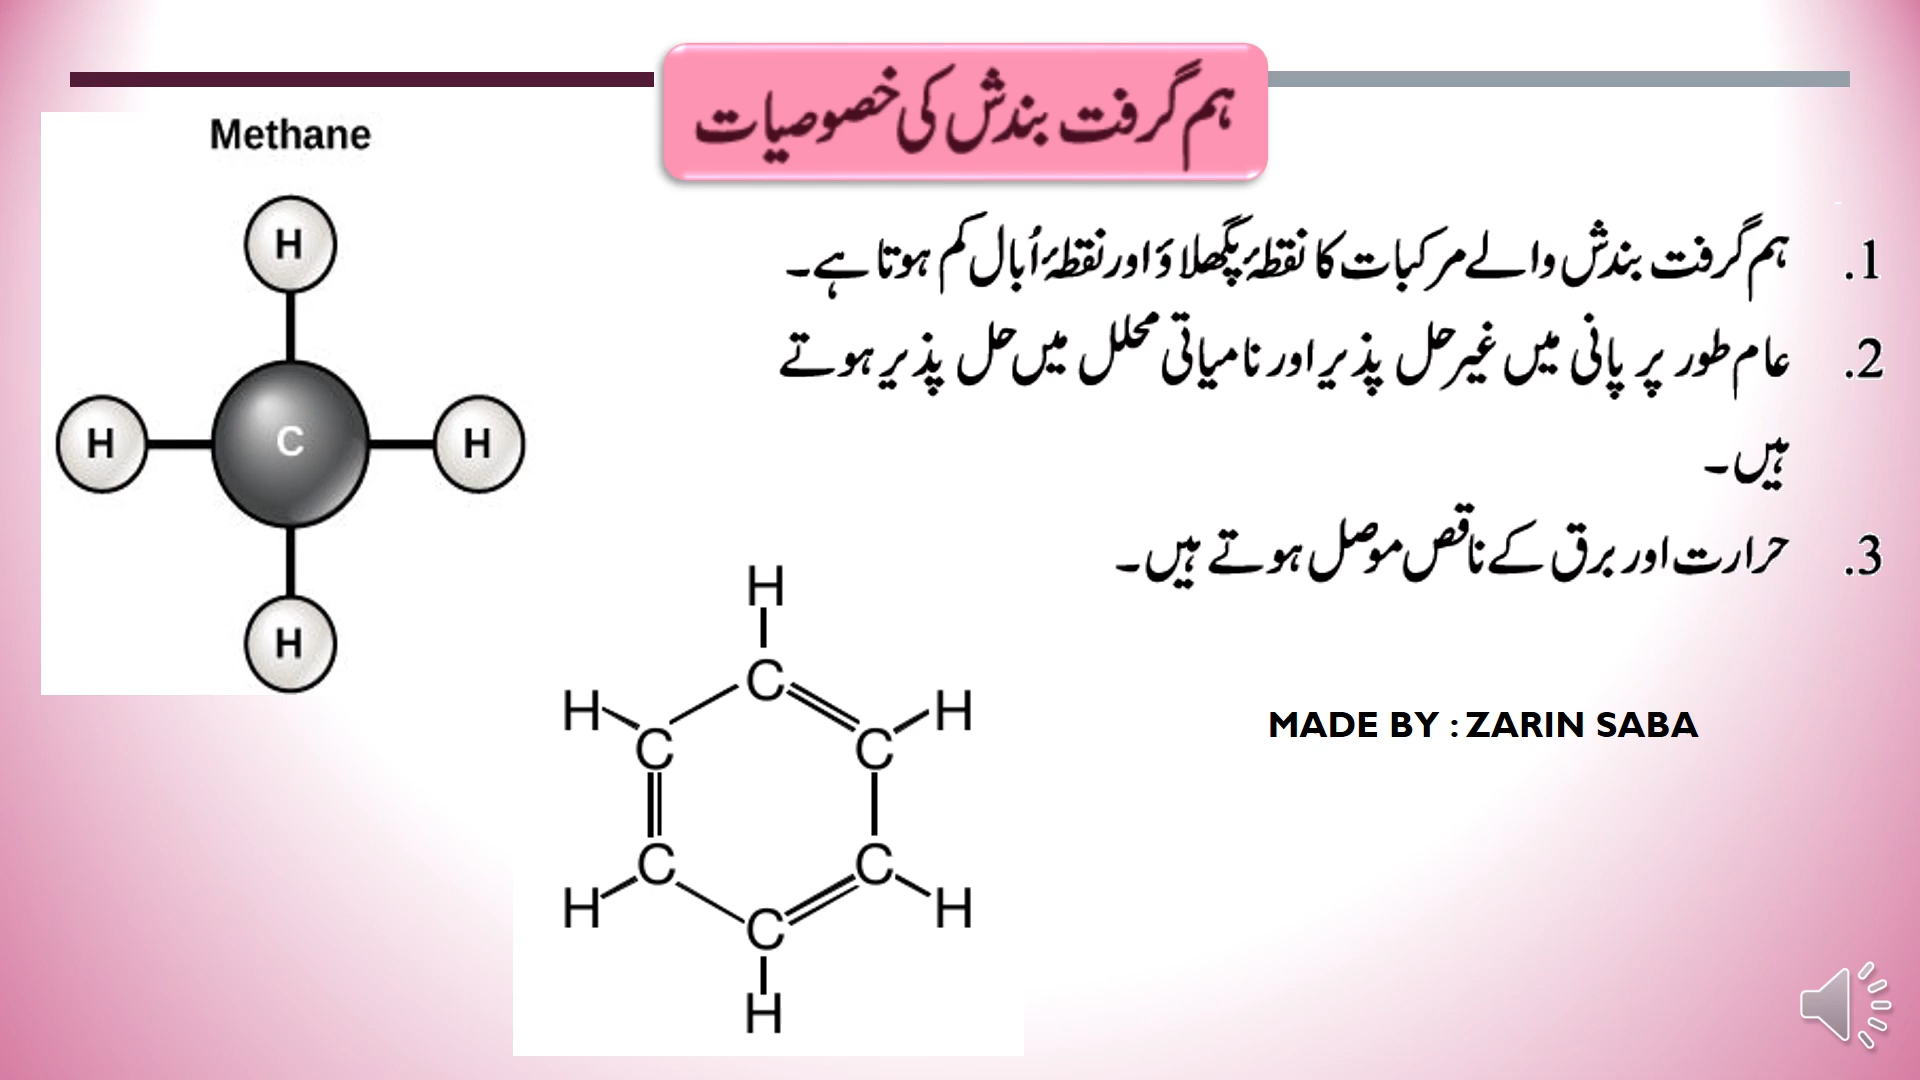 ہم گرفت بندش کی خصوصیات
Methane
H
H C H
H
1. ہم گرفت بندش والے مرکبات کا نقطۂ پگھلاؤ اور نقطۂ اُبال کم ہوتا ہے۔
2. عام طور پر پانی میں غیر حل پذیر اور نامیاتی محلل میں حل پذیر ہوتے
ہیں۔
3. حرارت اور برق کے ناقص موصل ہوتے ہیں۔
H
C
H H
C C
C C
H H
C
H
MADE BY : ZARIN SABA